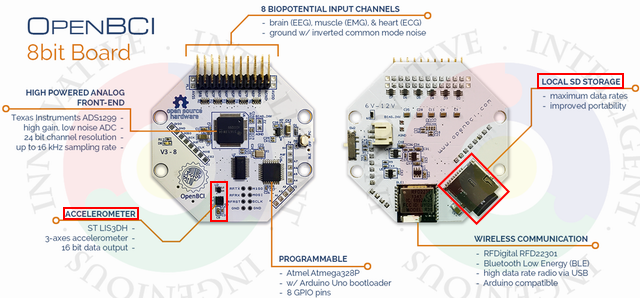 OPENBCI
8bit Board
8 BIOPOTENTIAL INPUT CHANNELS
- brain (EEG), muscle (EMG), & heart (ECG)
- ground w/ inverted common mode noise
HIGH POWERED ANALOG
FRONT-END
Texas Instruments ADS1299 -
high gain, low noise ADC -
24 bit channel resolution -
up to 16 kHz sampling rate -
ACCELEROMETER
ST LIS3DH -
3-axes accelerometer -
16 bit data output -
open source
hardware
V3 - 8
OpenBCI
PROGRAMMABLE
- Atmel Atmega328P
- w/ Arduino Uno bootloader
- 8 GPIO pins
6V-12V
www.openbci.com
LOCAL SD STORAGE
- maximum data rates
- improved portability
WIRELESS COMMUNICATION
- RFDigital RFD22301
- Bluetooth Low Energy (BLE)
- high data rate radio via USB
- Arduino compatible
INNOVATIVE
INTUITIVE
INGENIOUS